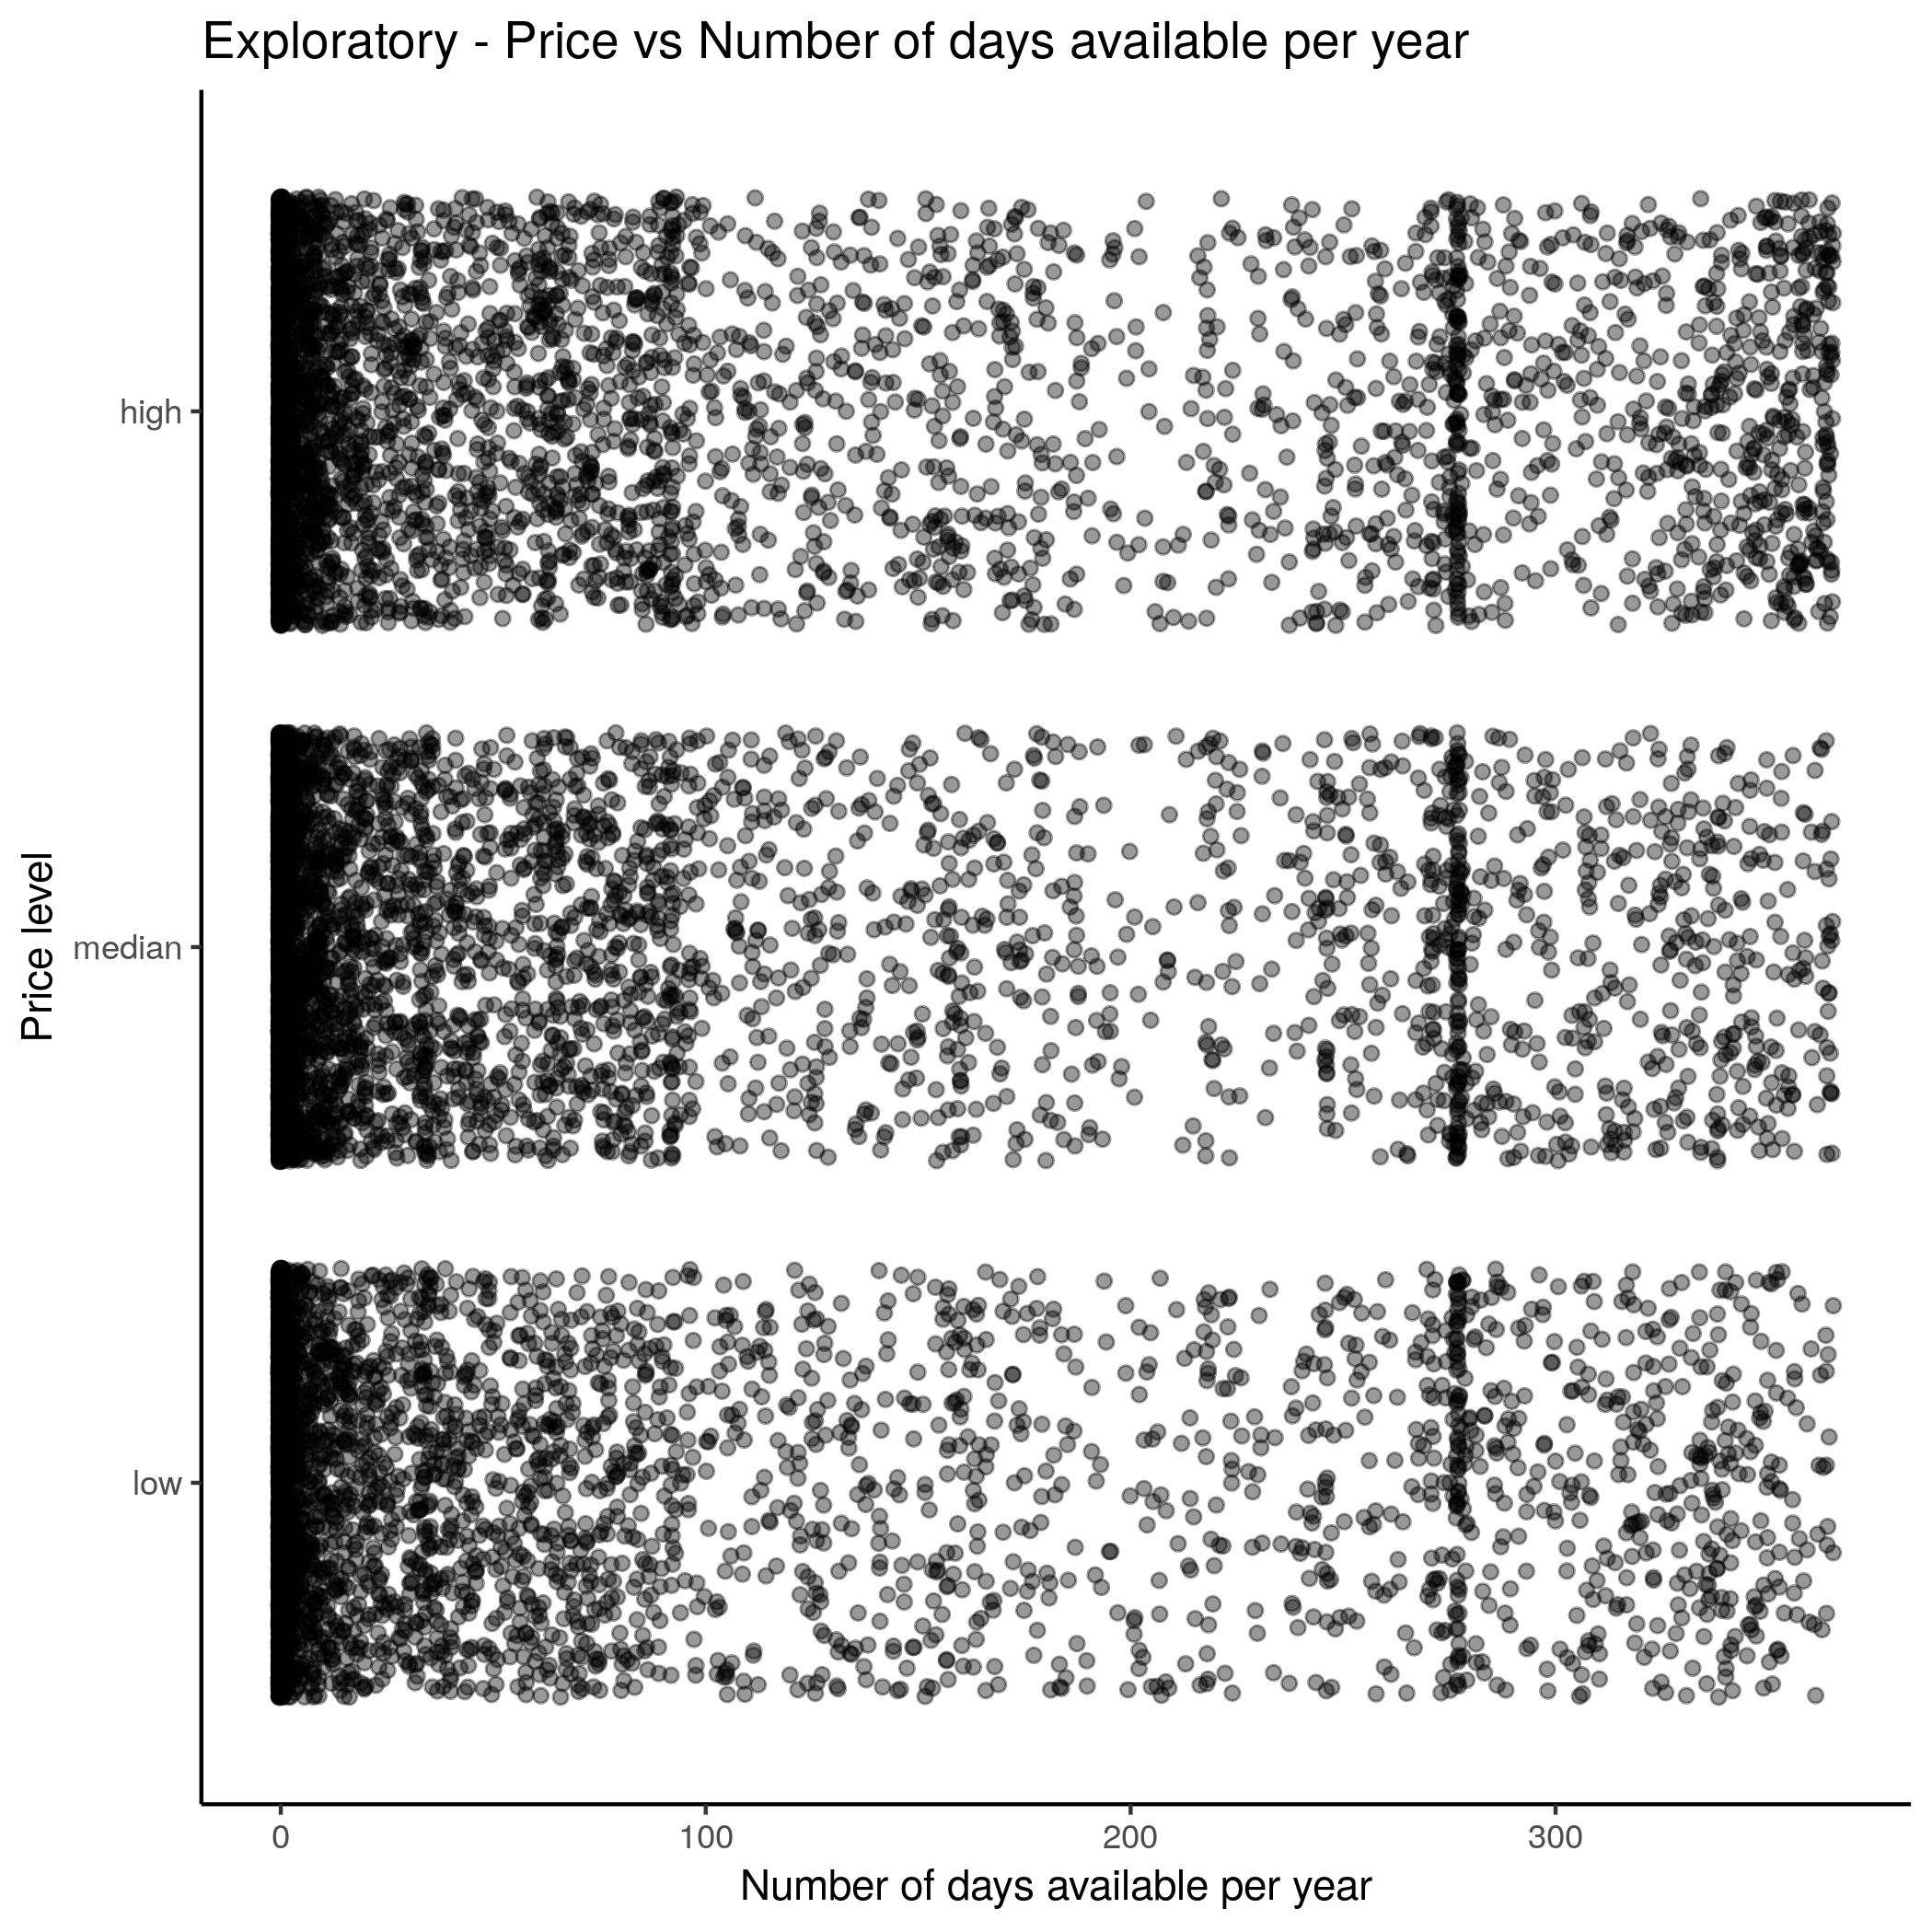 Exploratory - Price vs Number of days available per year
Price level
high
median
low
0 100 200 300
Number of days available per year